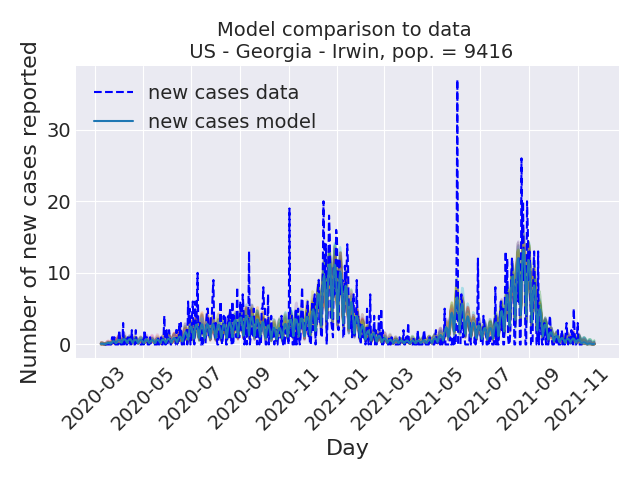 Model comparison to data
US - Georgia - Irwin, pop. = 9416
Number of new cases reported
new cases data
new cases model
30
20
10
0
2020-03
2020-05
2020-07
2020-09
2020-11
2021-01
2021-03
2021-05
2021-07
2021-09
2021-11
Day